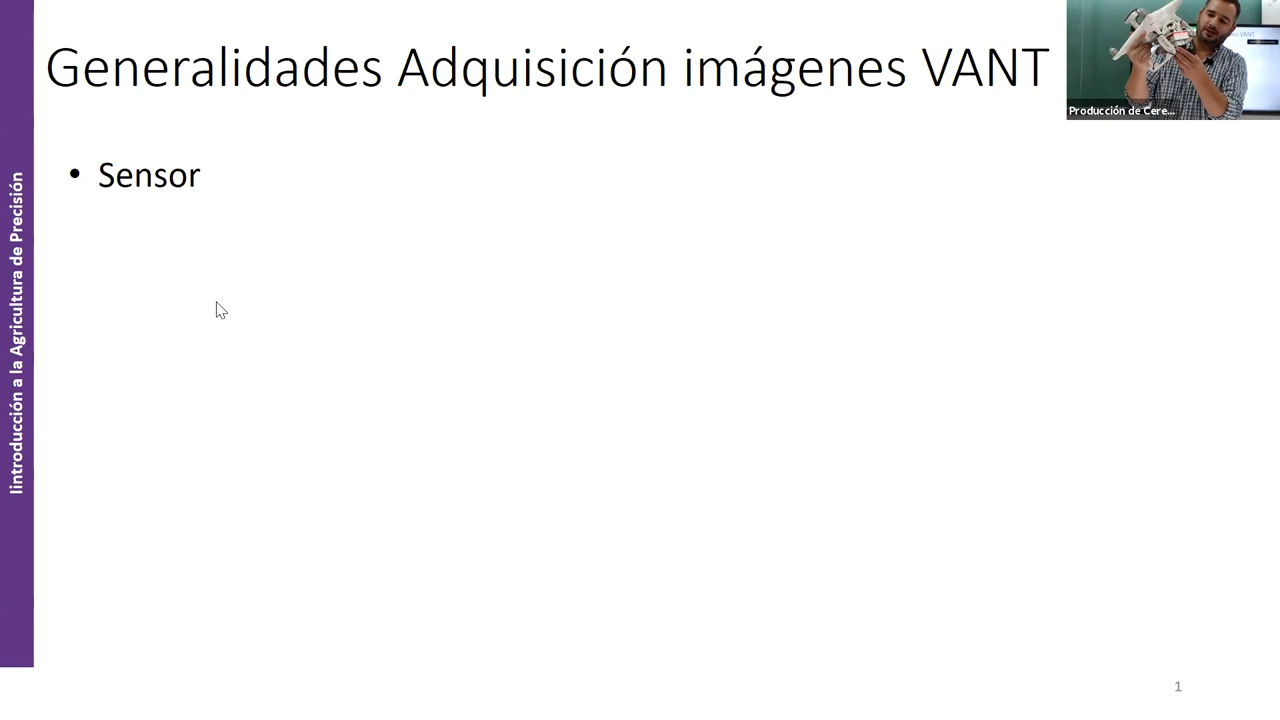 Generalidades Adquisición imágenes VANT
Producción de Cere...
• Sensor
Iintroducción a la Agricultura de Precisión
1